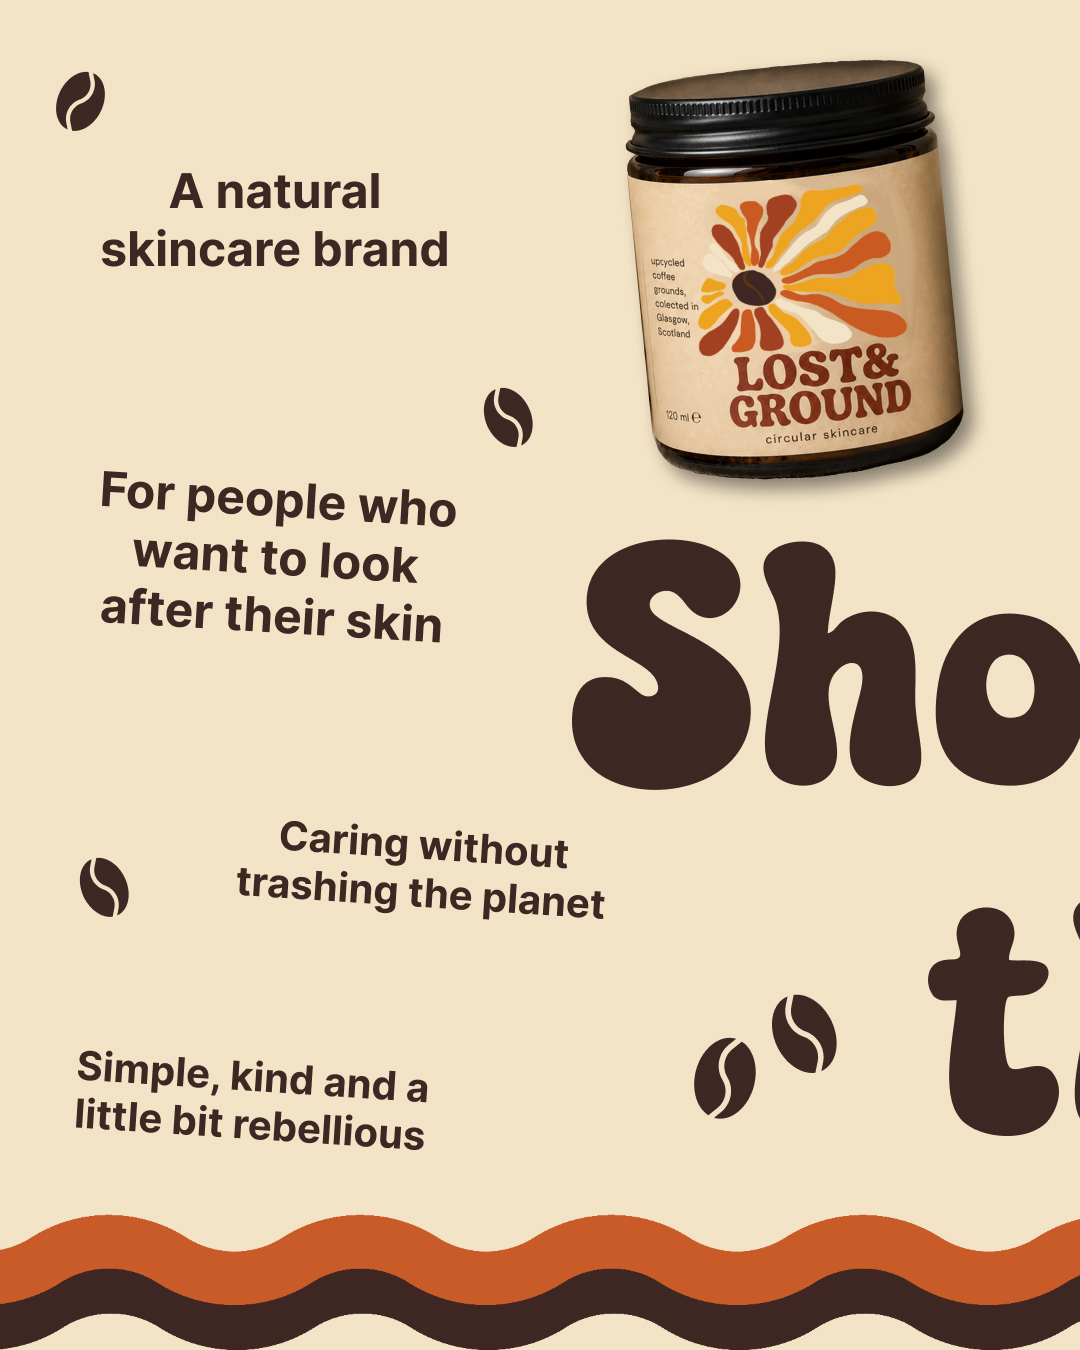 A natural
skincare brand
upcycled
coffee
grounds,
colected in
Glasgow,
Scotland
LOST&
GROUND
120 ml ℮
circular skincare
For people who
want to look
after their skin
Sho
Caring without
trashing the planet
t
Simple, kind and a
little bit rebellious